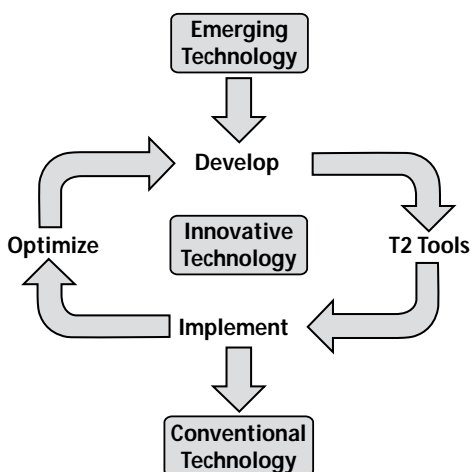 Emerging
Technology
Develop
Optimize
Innovative
Technology
T2 Tools
Implement
Conventional
Technology